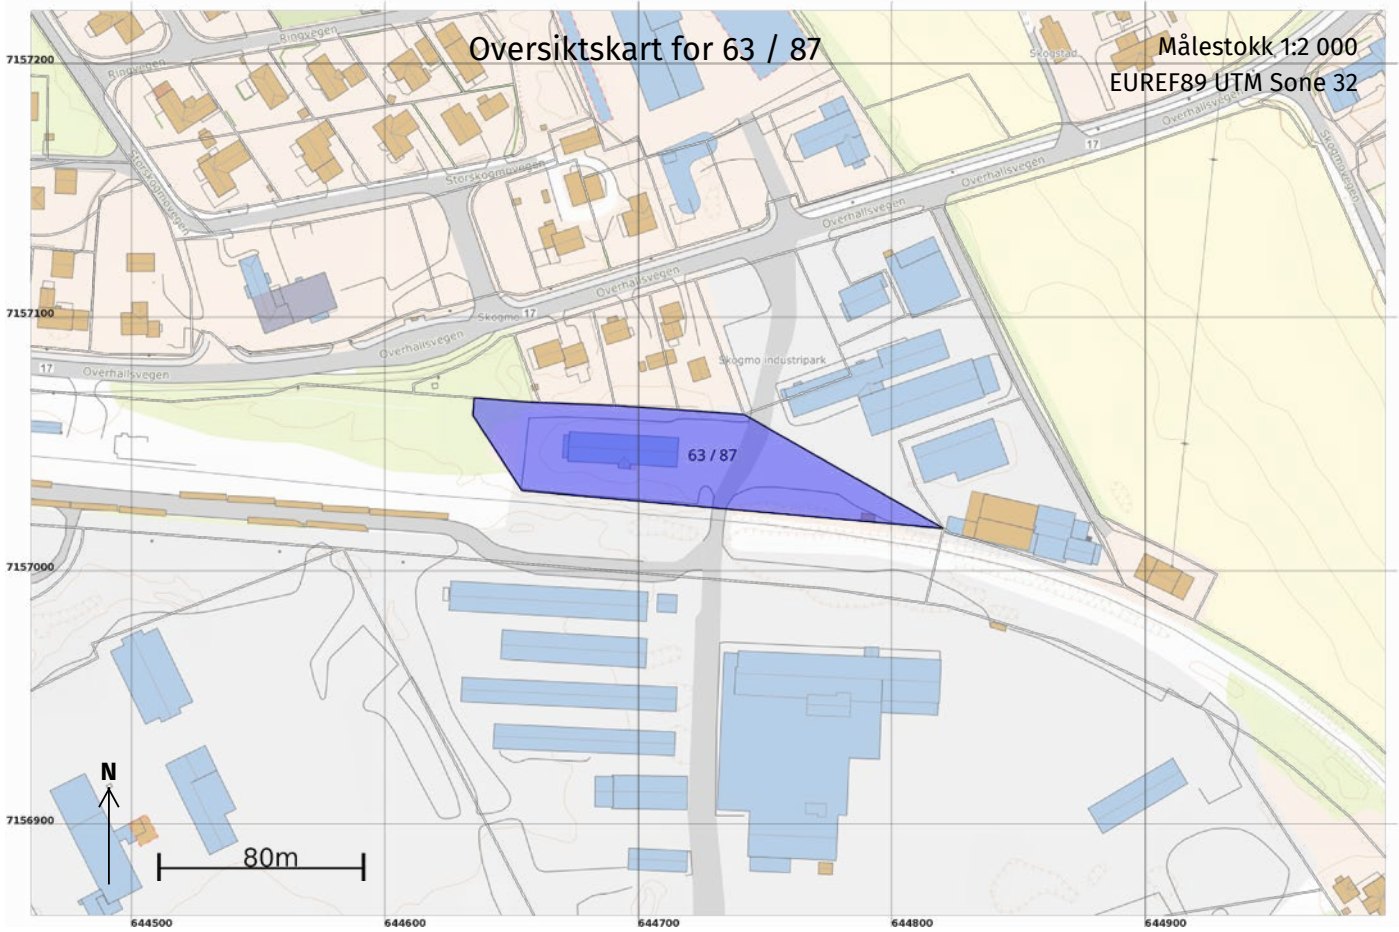 Oversiktskart for 63 / 87
Målestokk 1:2 000
EUREF89 UTM Sone 32
7157200
Ringvegen
Ringvegen
Skogstad
Overhallsvegen
17
Skogmovegen
Storskogmovegen
Storskogmovegen
Overhallsvegen
Overhallsvegen
Overhallsvegen
7157100
Skogmo
17
Overhallsvegen
17
Overhallsvegen
Skogmo industripark
63 / 87
7157000
N
7156900
80m
644500
644600
644700
644800
644900